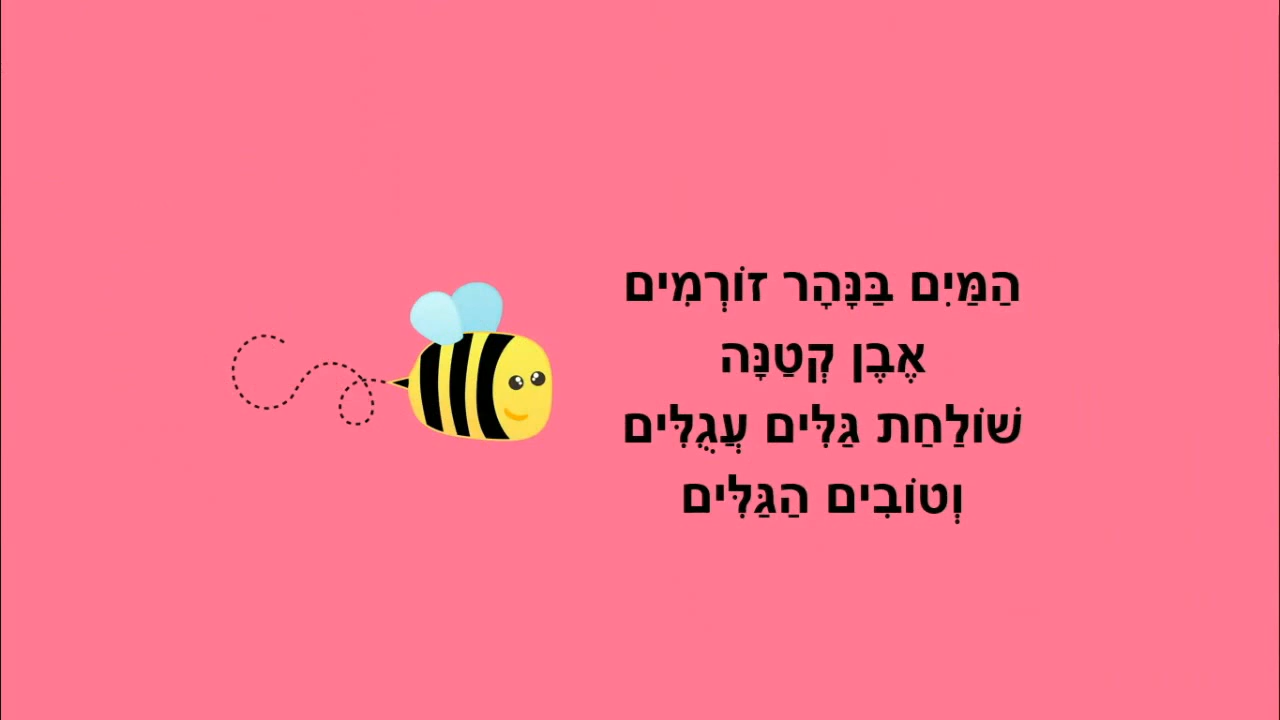 הַמַּיִם בַּנָּהָר זוֹרְמִים
אֶבֶן קְטַנָּה
שׁוֹלַחַת גַּלִּים עֲגֻלִּים
וְטוֹבִים הַגַּלִּים